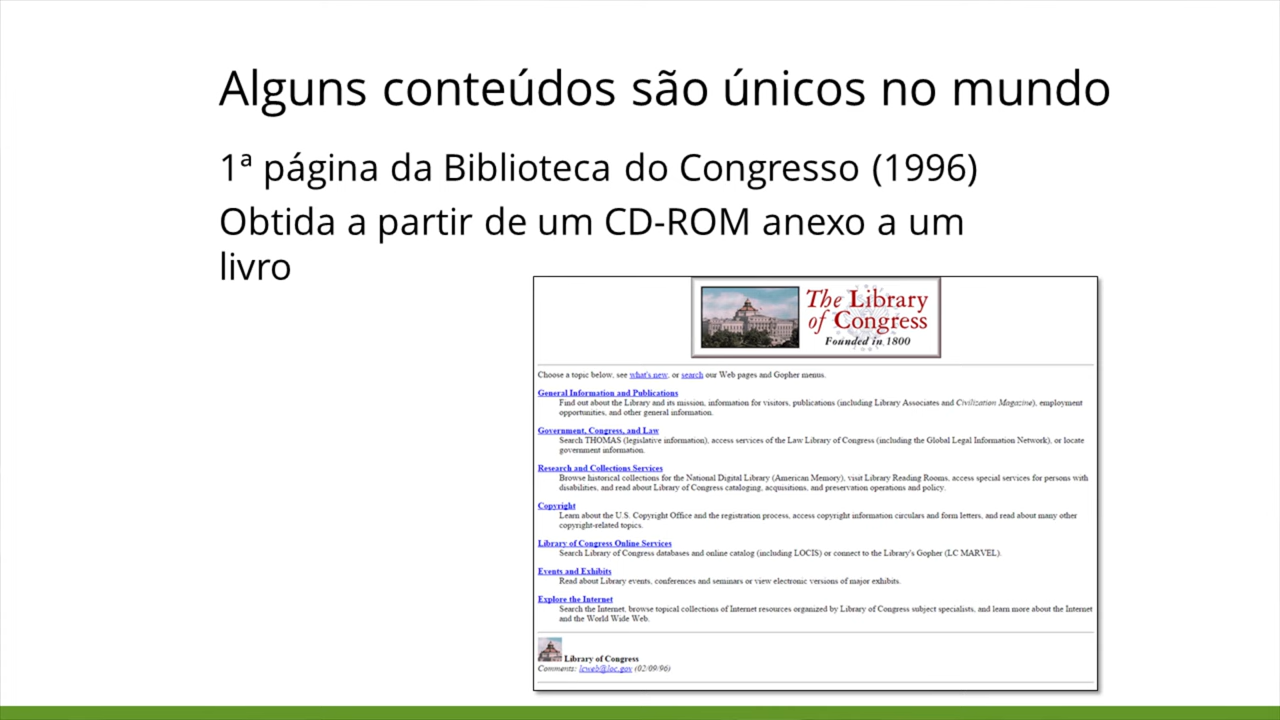 Alguns conteúdos são únicos no mundo
1ª página da Biblioteca do Congresso (1996)
Obtida a partir de um CD-ROM anexo a um
livro
The Library
of Congress
Founded in 1800
Choose a topic below, see what's new, or search our Web pages and Gopher menus.
General Information and Publications
Find out about the Library and its mission, information for visitors, publications (including Library Associates and Civilization Magazine), employment
opportunities, and other general information.
Government, Congress, and Law
Search THOMAS (legislative information), access services of the Law Library of Congress (including the Global Legal Information Network), or locate
government information.
Research and Collections Services
Browse historical collections for the National Digital Library (American Memory), visit Library Reading Rooms, access special services for persons with
disabilities, and read about Library of Congress cataloging, acquisitions, and preservation operations and policy.
Copyright
Learn about the U.S. Copyright Office and the registration process, access copyright information circulars and form letters, and read about many other
copyright-related topics.
Library of Congress Online Services
Search Library of Congress databases and online catalog (including LOCIS) or connect to the Library's Gopher (LC MARVEL).
Events and Exhibits
Read about Library events, conferences and seminars or view electronic versions of major exhibits.
Explore the Internet
Search the Internet, browse topical collections of Internet resources organized by Library of Congress subject specialists, and learn more about the Internet
and the World Wide Web.
Library of Congress
Comments: lcweb@loc.gov (02/09/96)